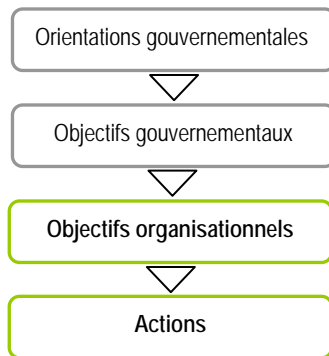 Orientations gouvernementales
Objectifs gouvernementaux
Objectifs organisationnels
Actions